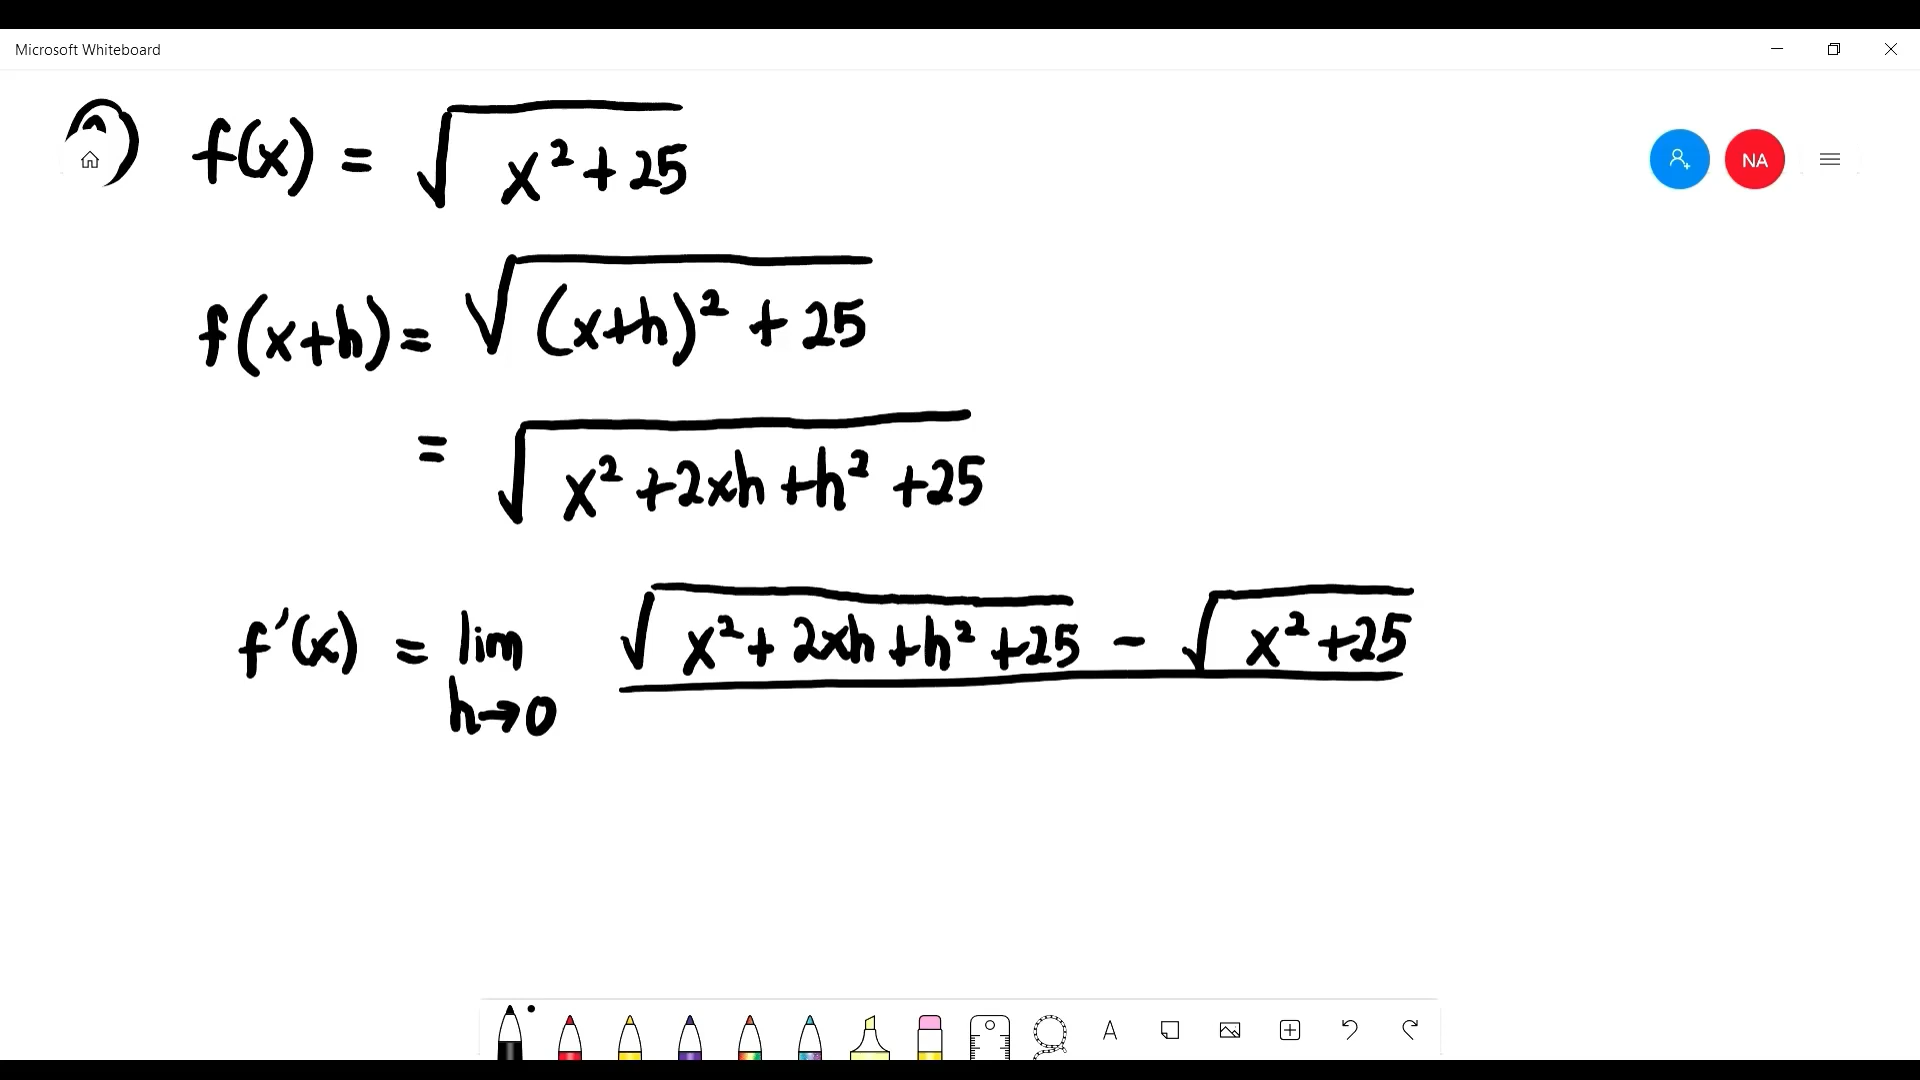 Microsoft Whiteboard
f(x) = √(x² + 25)
NA
f(x+h) = √((x+h)² + 25)
= √(x² + 2xh + h² + 25)
f'(x) = lim h→0 √(x² + 2xh + h² + 25) - √(x² + 25)
A